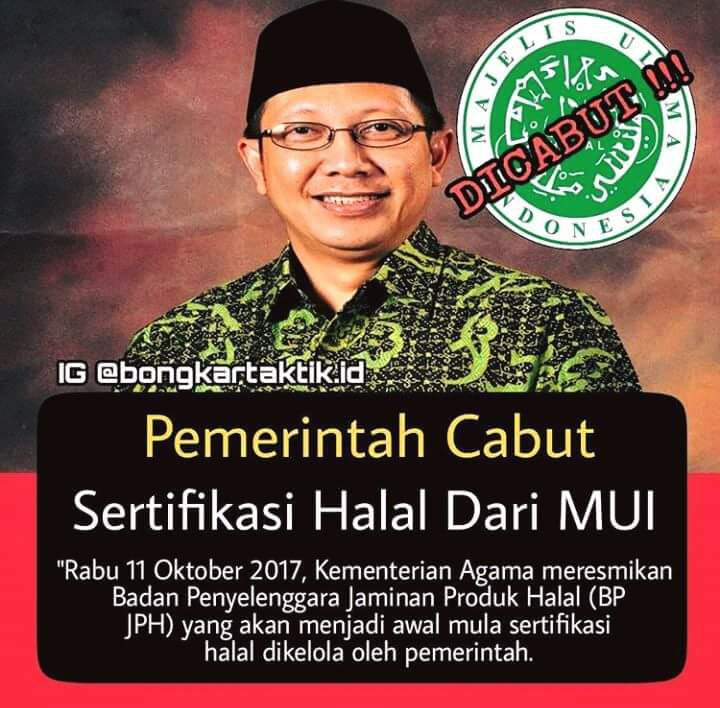 MAJELIS ULAMA
INDONESIA
DICABUT !!!
IG @bongkartaktik.id
Pemerintah Cabut
Sertifikasi Halal Dari MUI
"Rabu 11 Oktober 2017, Kementerian Agama meresmikan
Badan Penyelenggara Jaminan Produk Halal (BP
JPH) yang akan menjadi awal mula sertifikasi
halal dikelola oleh pemerintah.